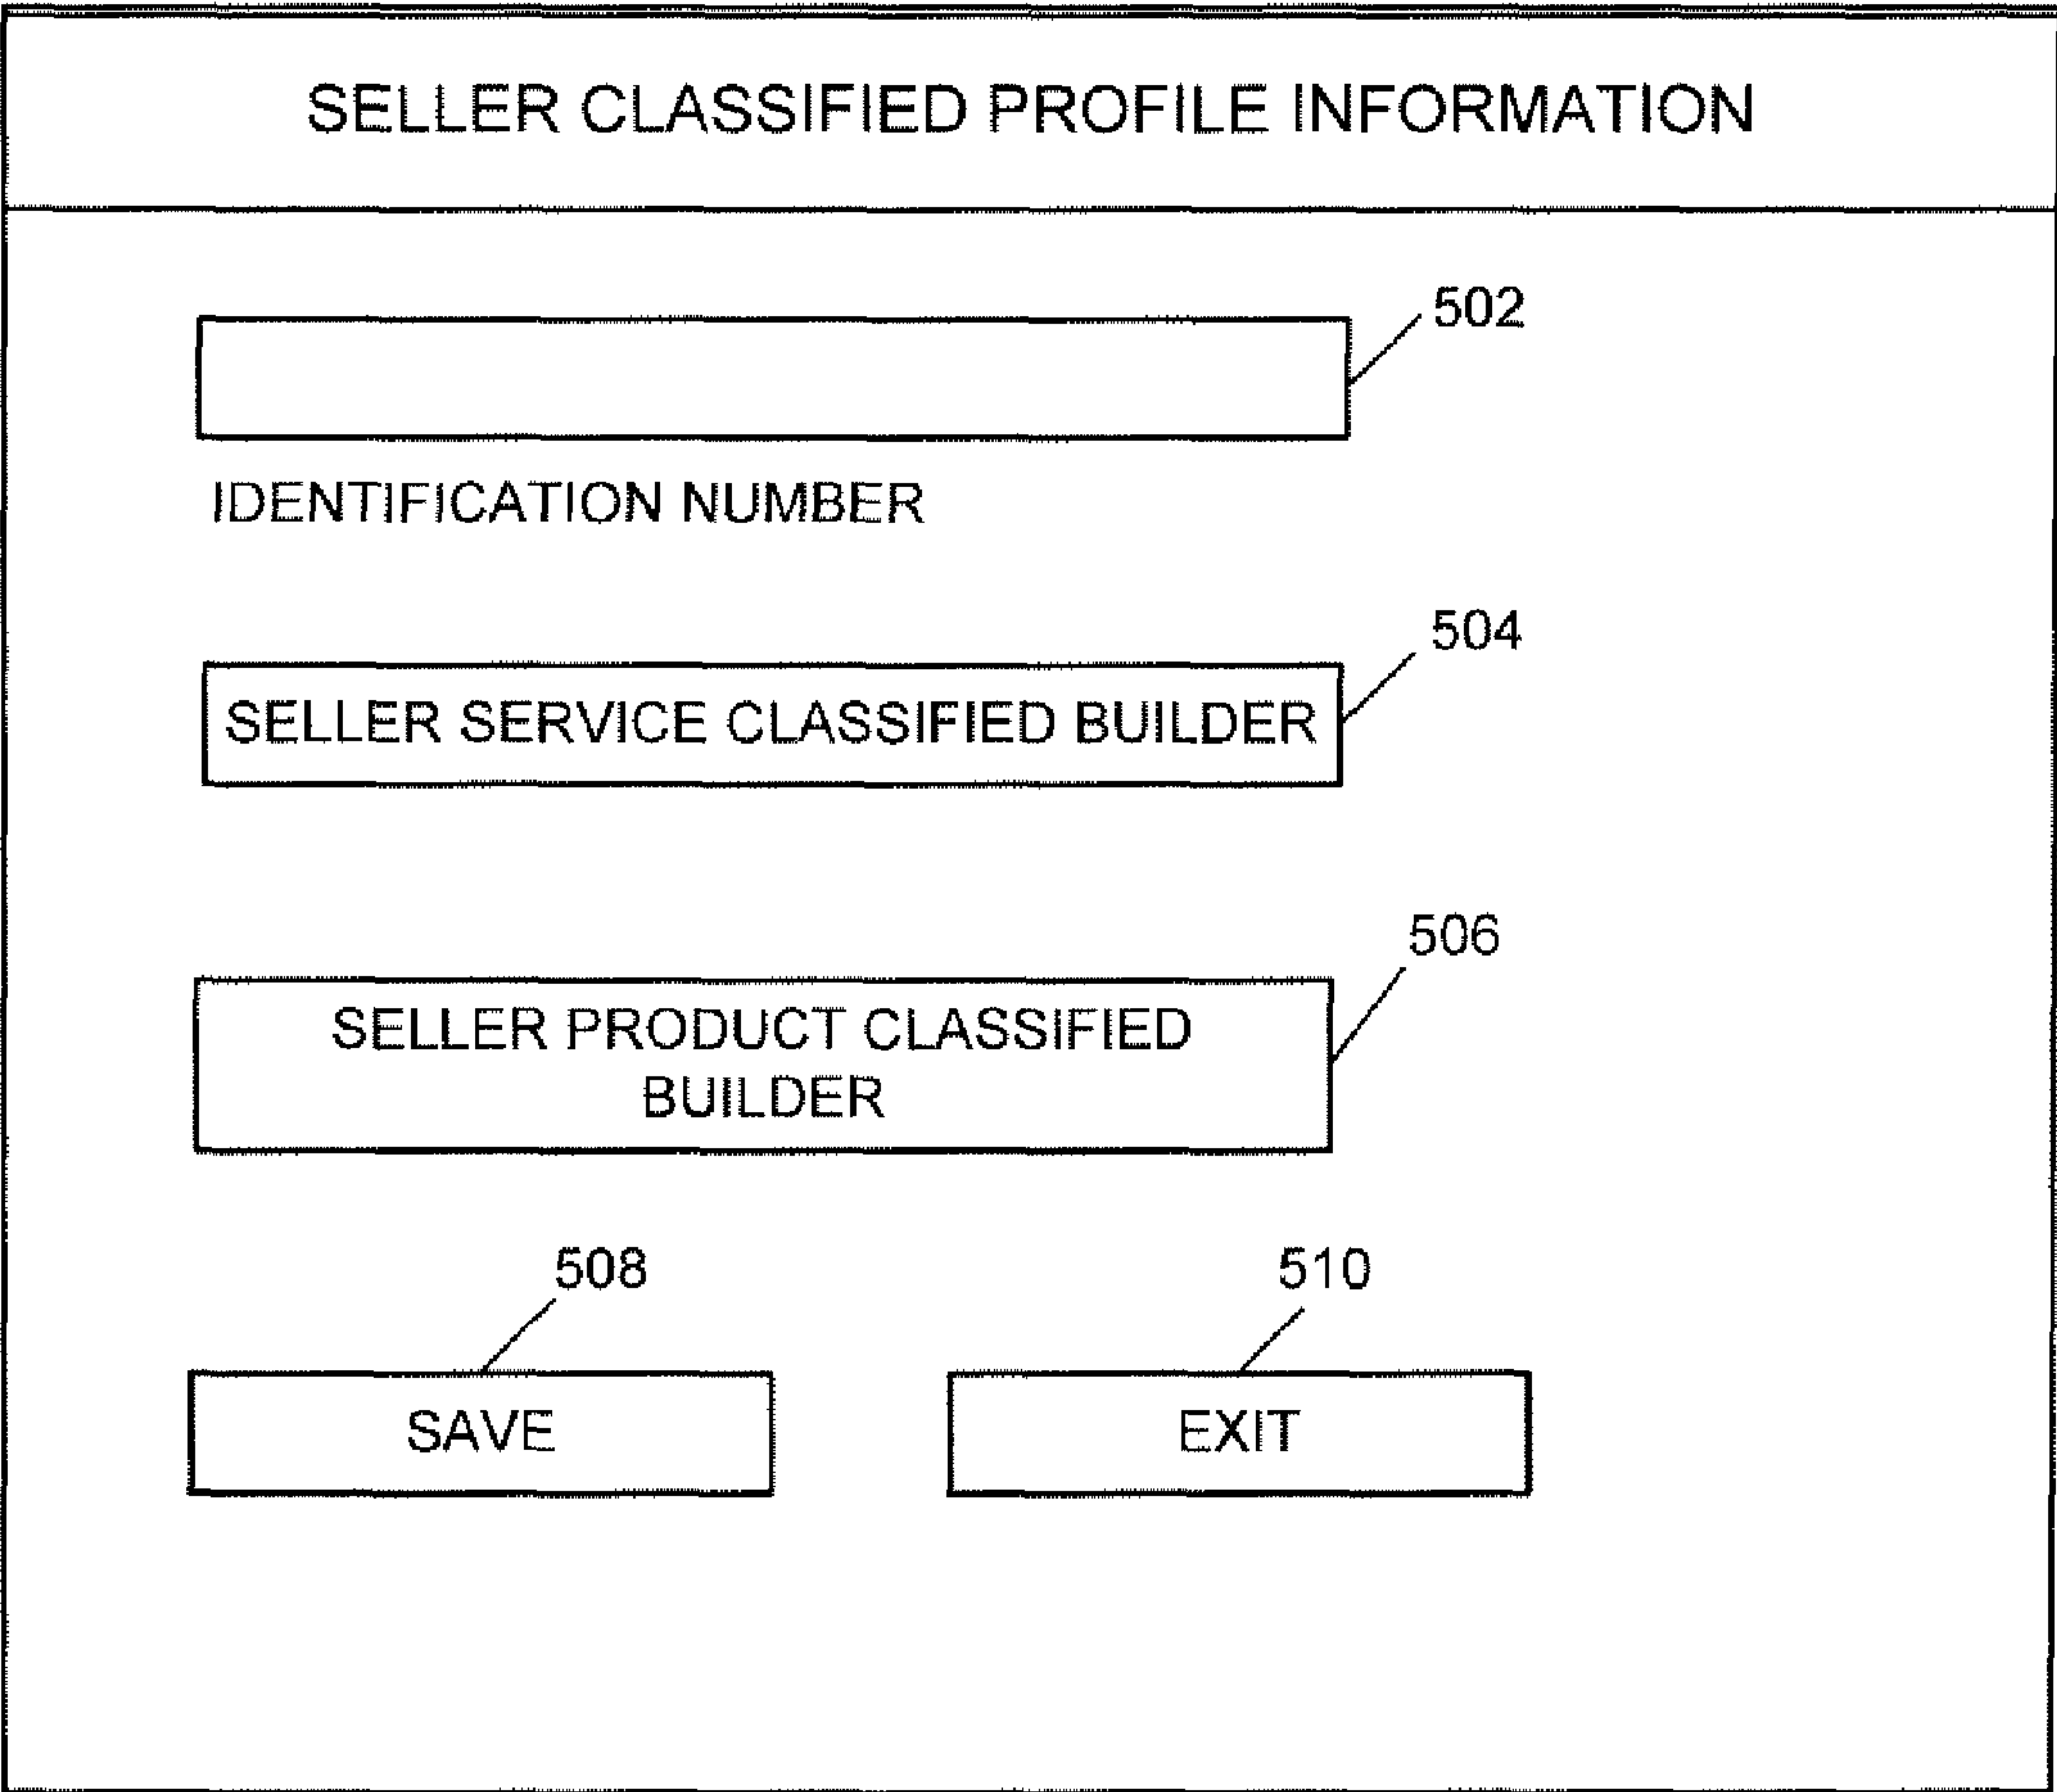 SELLER CLASSIFIED PROFILE INFORMATION
502
IDENTIFICATION NUMBER
504
SELLER SERVICE CLASSIFIED BUILDER
506
SELLER PRODUCT CLASSIFIED
BUILDER
508
510
SAVE
EXIT